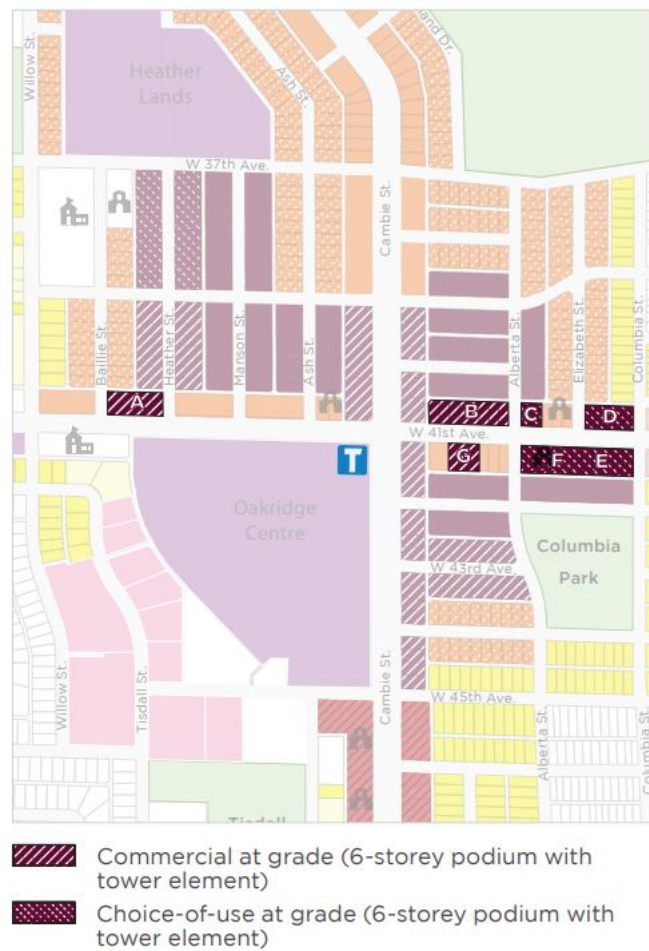 Willow St.
Heather
Lands
Ash St.
land Dr.
W 37th Ave.
Cambie St.
Baillie St.
Heather St.
Manson St.
Ash St.
Alberta St.
Elizabeth St.
Columbia St.
A
B
C
D
W 41st Ave.
G
F
E
T
Oakridge
Centre
Columbia
Park
W 43rd Ave.
Willow St.
Tisdall St.
Cambie St.
W 45th Ave.
Alberta St.
Columbia St.
Tisdall
Commercial at grade (6-storey podium with
tower element)
Choice-of-use at grade (6-storey podium with
tower element)